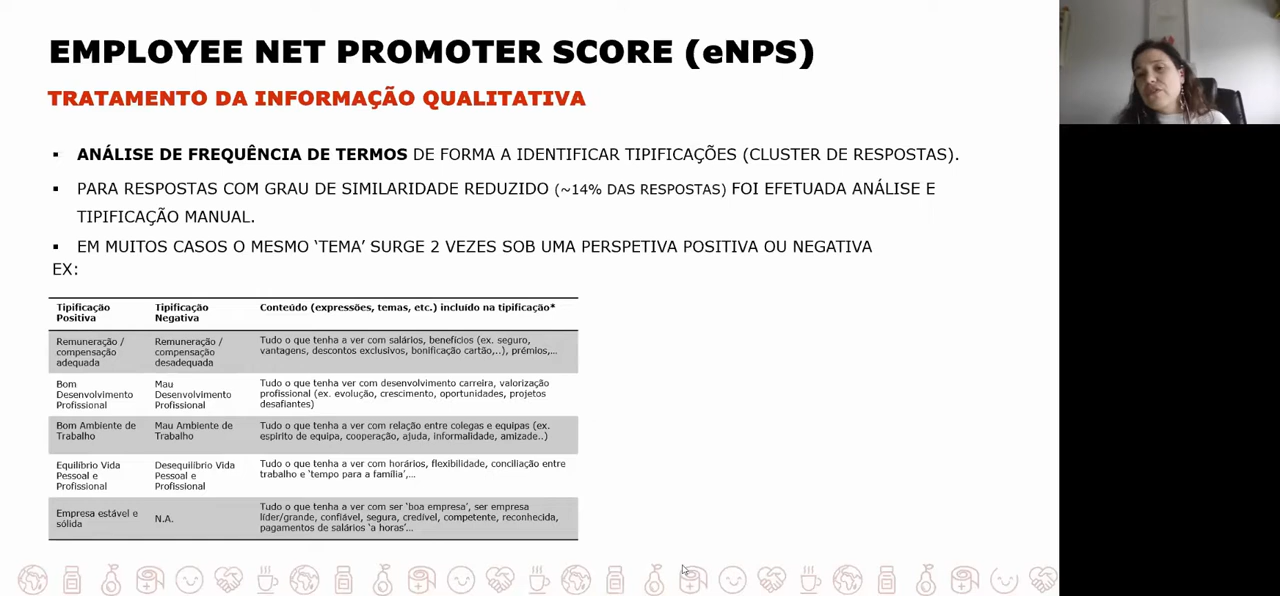 EMPLOYEE NET PROMOTER SCORE (eNPS)
TRATAMENTO DA INFORMAÇÃO QUALITATIVA
▪ ANÁLISE DE FREQUÊNCIA DE TERMOS DE FORMA A IDENTIFICAR TIPIFICAÇÕES (CLUSTER DE RESPOSTAS).
▪ PARA RESPOSTAS COM GRAU DE SIMILARIDADE REDUZIDO (~14% DAS RESPOSTAS) FOI EFETUADA ANÁLISE E
TIPIFICAÇÃO MANUAL.
▪ EM MUITOS CASOS O MESMO ‘TEMA’ SURGE 2 VEZES SOB UMA PERSPETIVA POSITIVA OU NEGATIVA
EX:
Tipificação
Positiva
Tipificação
Negativa
Conteúdo (expressões, temas, etc.) incluído na tipificação*
Remuneração /
compensação
adequada
Remuneração /
compensação
desadequada
Tudo o que tenha a ver com salários, benefícios (ex. seguro,
vantagens, descontos exclusivos, bonificação cartão,..), prémios,...
Bom
Desenvolvimento
Profissional
Mau
Desenvolvimento
Profissional
Tudo o que tenha ver com desenvolvimento carreira, valorização
profissional (ex. evolução, crescimento, oportunidades, projetos
desafiantes)
Bom Ambiente de
Trabalho
Mau Ambiente de
Trabalho
Tudo o que tenha a ver com relação entre colegas e equipas (ex.
espirito de equipa, cooperação, ajuda, informalidade, amizade..)
Equilíbrio Vida
Pessoal e
Profissional
Desequilíbrio Vida
Pessoal e
Profissional
Tudo o que tenha a ver com horários, flexibilidade, conciliação entre
trabalho e ‘tempo para a família’,...
Empresa estável e
sólida
N.A.
Tudo o que tenha a ver com ser ‘boa empresa’, ser empresa
líder/grande, confiável, segura, credível, competente, reconhecida,
pagamentos de salários ‘a horas’...